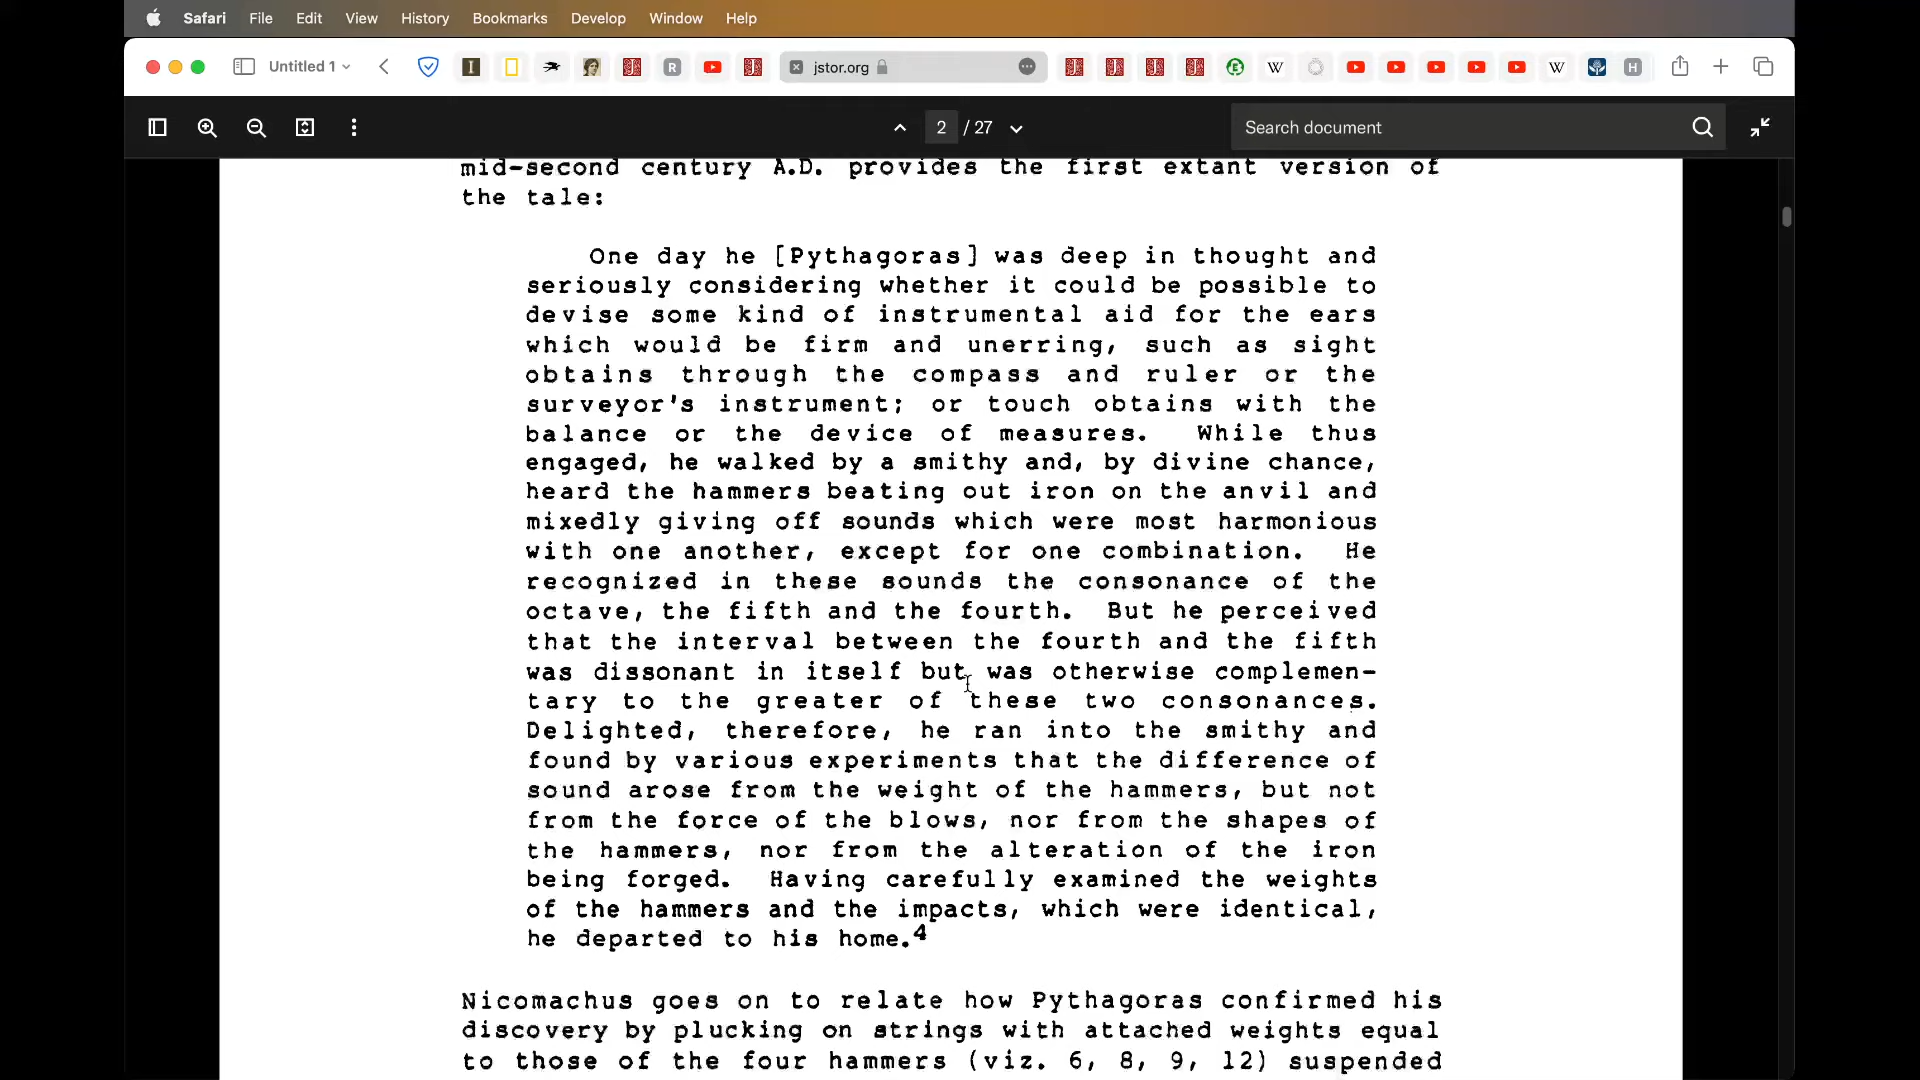 Safari File Edit View History Bookmarks Develop Window Help
Untitled 1 jstor.org
2 / 27 Search document
mid-second century A.D. provides the first extant version of
the tale:
One day he [Pythagoras] was deep in thought and
seriously considering whether it could be possible to
devise some kind of instrumental aid for the ears
which would be firm and unerring, such as sight
obtains through the compass and ruler or the
surveyor's instrument; or touch obtains with the
balance or the device of measures. While thus
engaged, he walked by a smithy and, by divine chance,
heard the hammers beating out iron on the anvil and
mixedly giving off sounds which were most harmonious
with one another, except for one combination. He
recognized in these sounds the consonance of the
octave, the fifth and the fourth. But he perceived
that the interval between the fourth and the fifth
was dissonant in itself but was otherwise complemen-
tary to the greater of these two consonances.
Delighted, therefore, he ran into the smithy and
found by various experiments that the difference of
sound arose from the weight of the hammers, but not
from the force of the blows, nor from the shapes of
the hammers, nor from the alteration of the iron
being forged. Having carefully examined the weights
of the hammers and the impacts, which were identical,
he departed to his home.4
Nicomachus goes on to relate how Pythagoras confirmed his
discovery by plucking on strings with attached weights equal
to those of the four hammers (viz. 6, 8, 9, 12) suspended